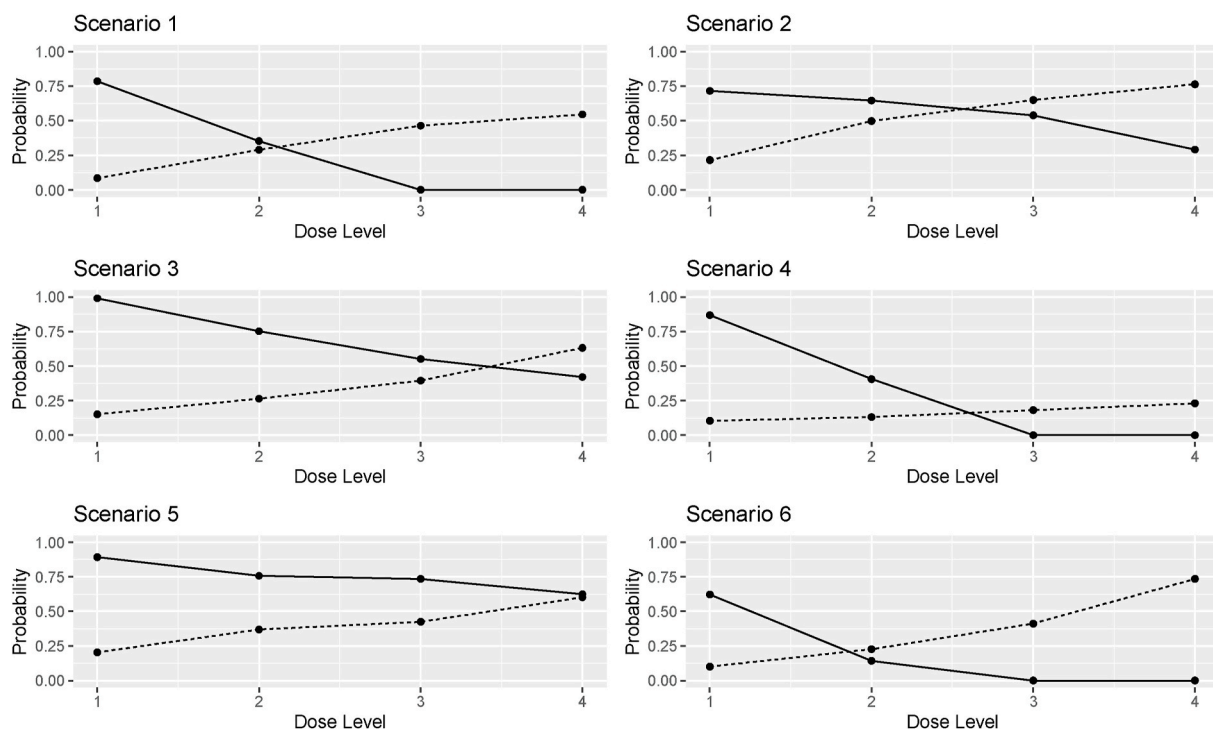 Scenario 1
1.00
0.75
0.50
0.25
0.00
Probability
1 2 3 4
Dose Level
Scenario 2
1.00
0.75
0.50
0.25
0.00
Probability
1 2 3 4
Dose Level
Scenario 3
1.00
0.75
0.50
0.25
0.00
Probability
1 2 3 4
Dose Level
Scenario 4
1.00
0.75
0.50
0.25
0.00
Probability
1 2 3 4
Dose Level
Scenario 5
1.00
0.75
0.50
0.25
0.00
Probability
1 2 3 4
Dose Level
Scenario 6
1.00
0.75
0.50
0.25
0.00
Probability
1 2 3 4
Dose Level